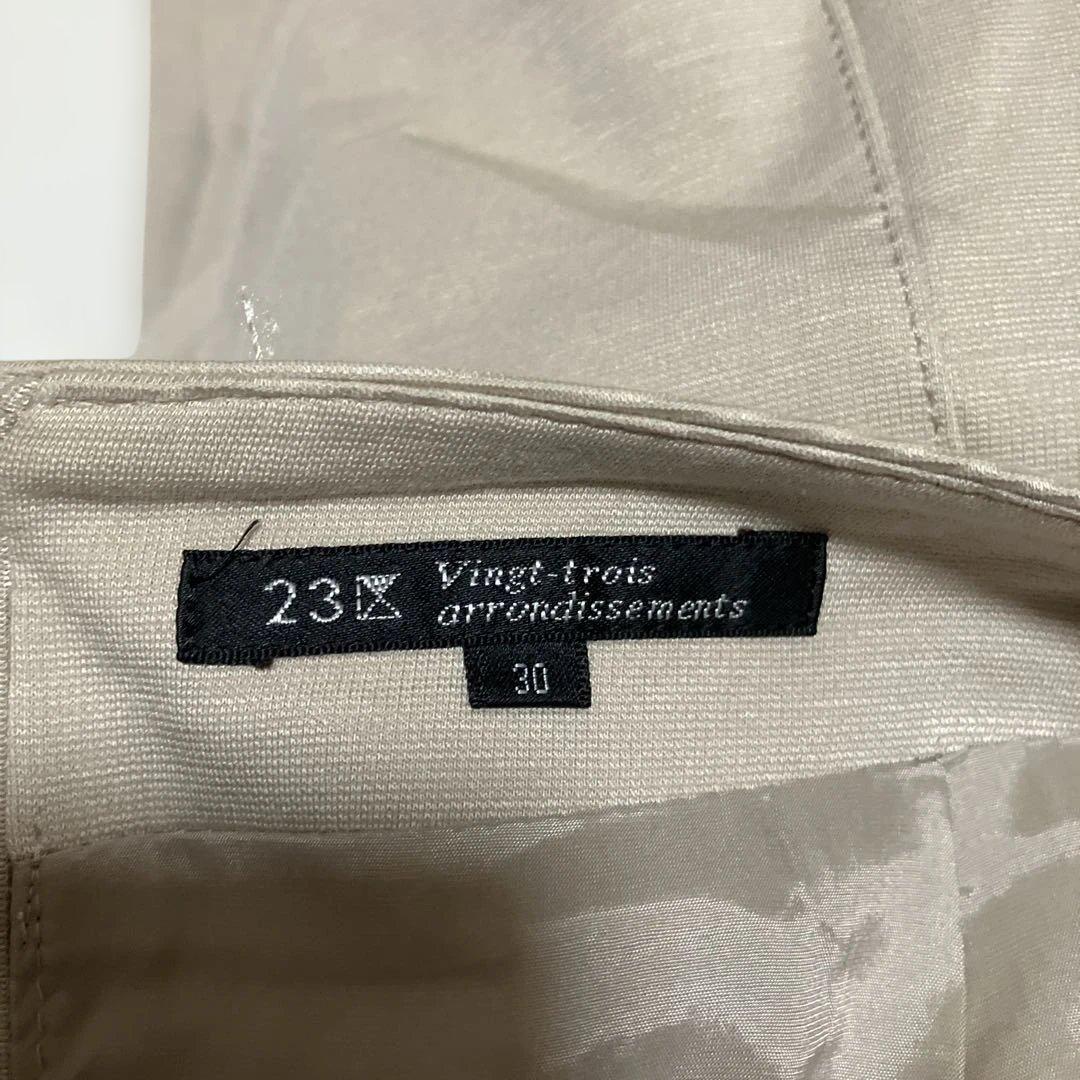 23区
Vingt-trois
arrondissements
30